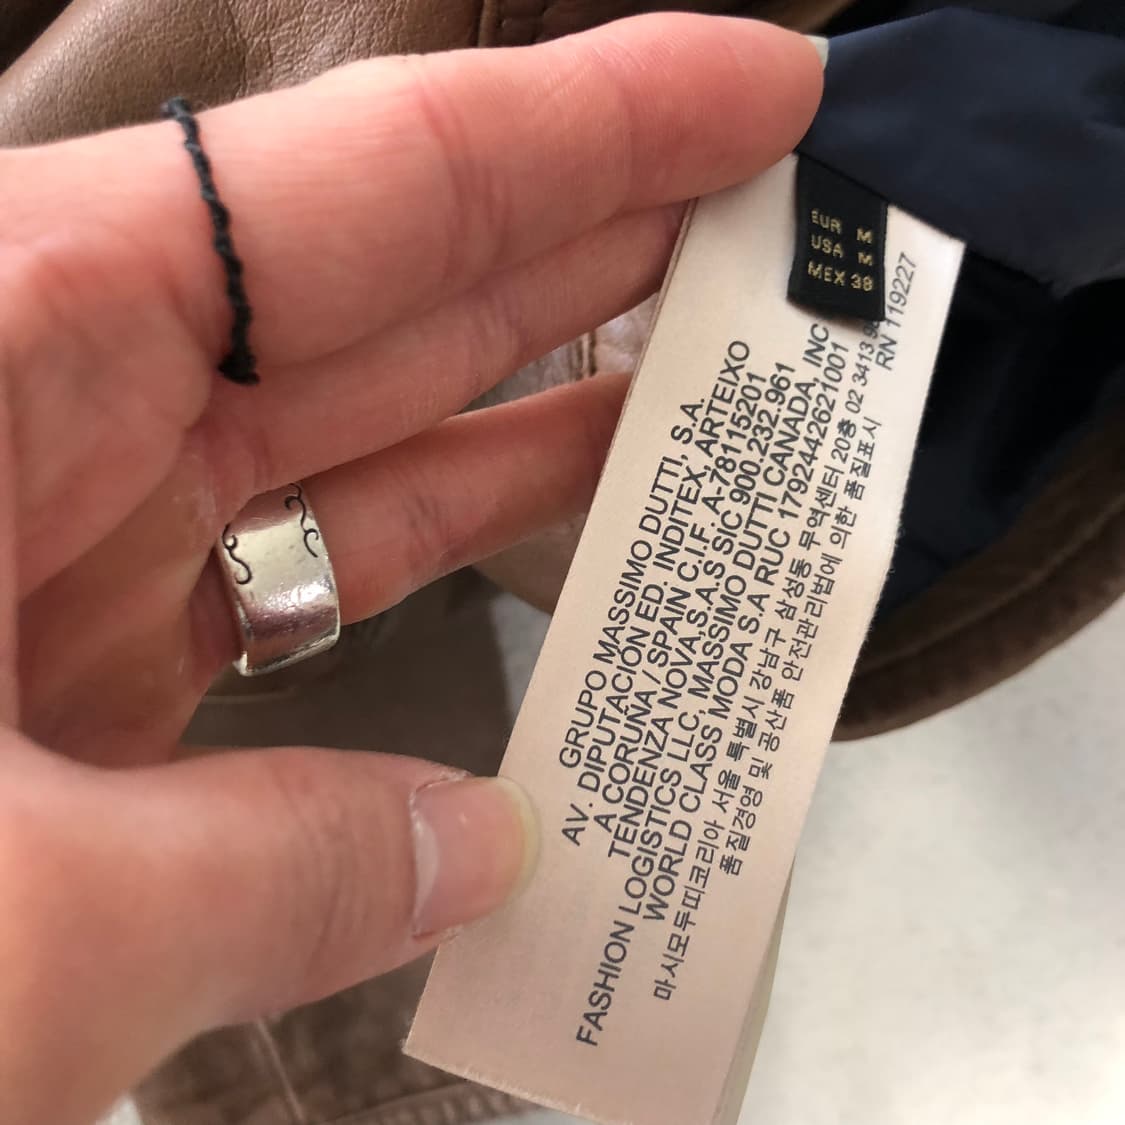 EUR M
USA M
MEX 38
GRUPO MASSIMO DUTTI, S.A.
AV. DIPUTACIÓN ED. INDITEX, ARTEIXO
A CORUÑA / SPAIN C.I.F. A-78115201
TENDENZA NOVA,S.A.S SIC 900.232.961
FASHION LOGISTICS LLC, MASSIMO DUTTI CANADA, INC
WORLD CLASS MODA S.A RUC 1792442621001
마시모두띠코리아 서울 특별시 강남구 삼성동 무역센터 20층 02 3413
품질경영 및 공산품 안전관리법에 의한 품질표시
RN 119227